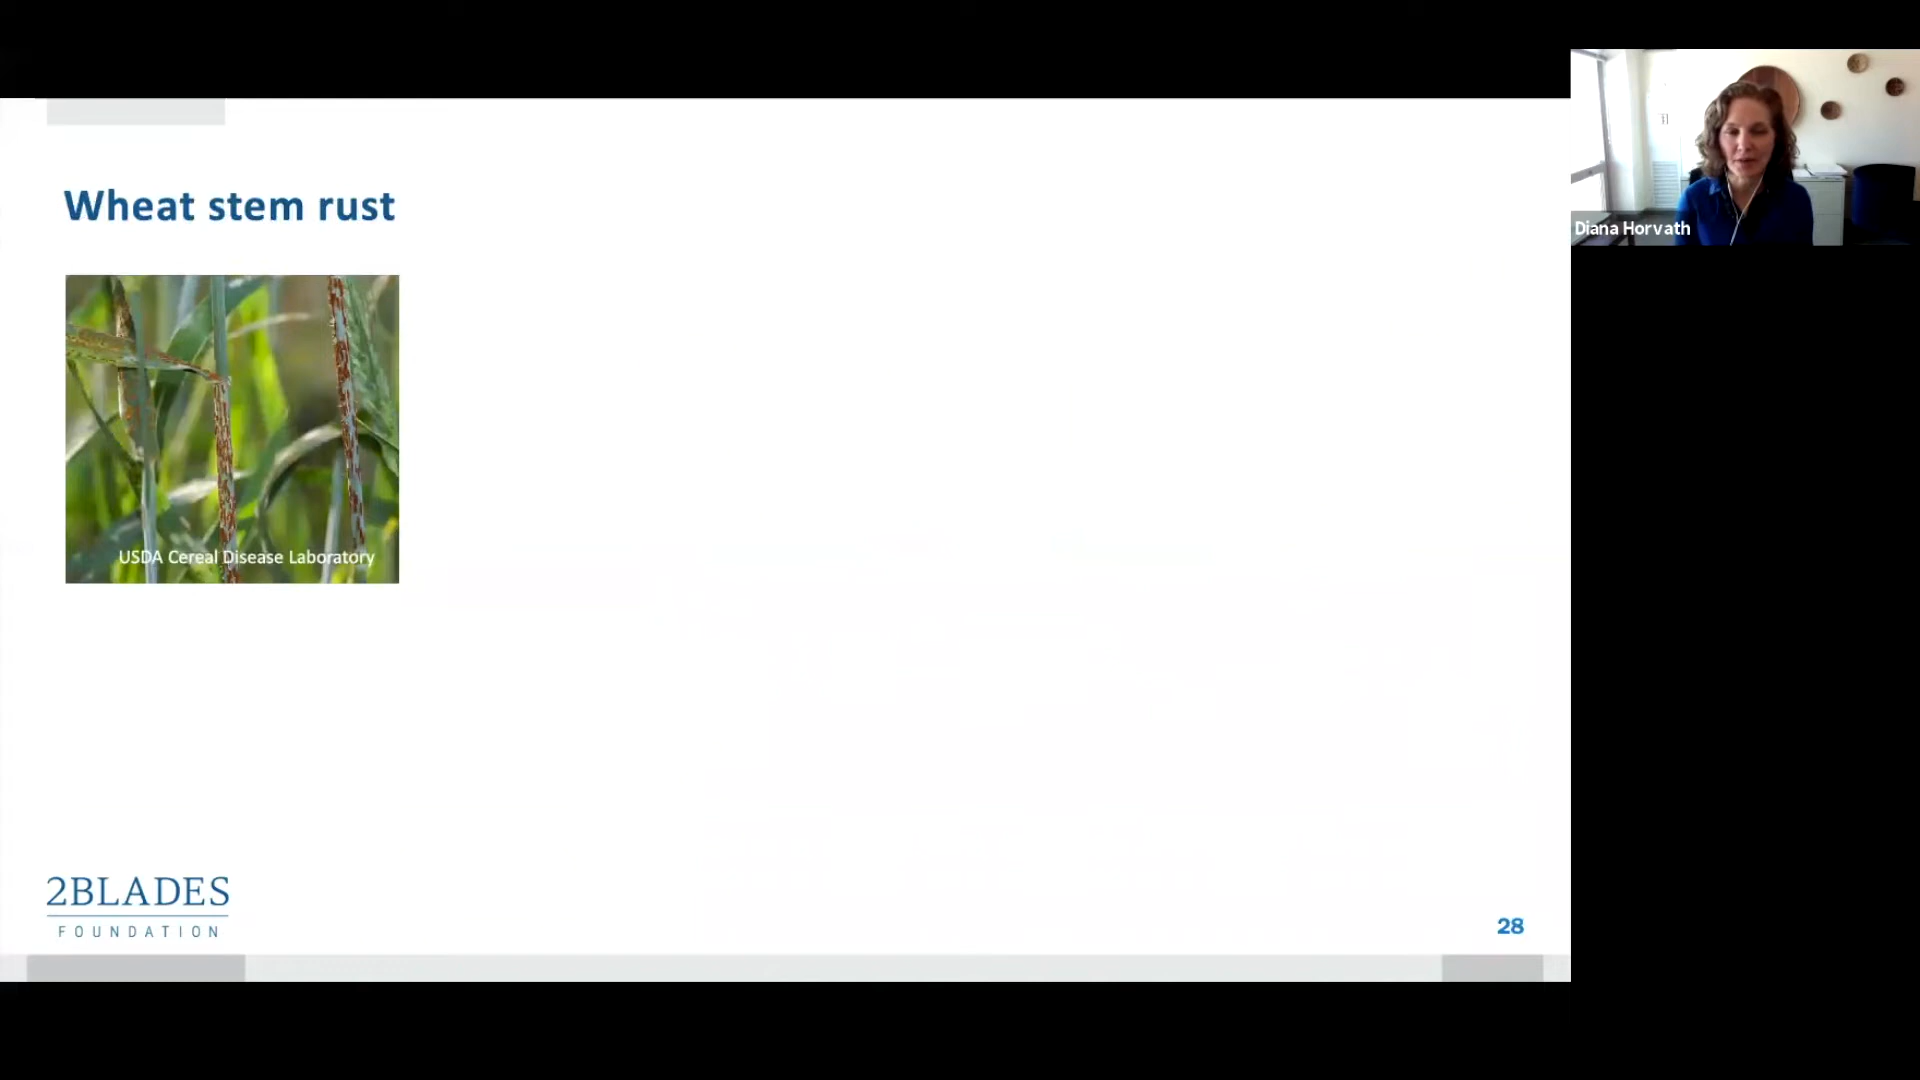 Wheat stem rust
USDA Cereal Disease Laboratory
2BLADES
FOUNDATION
28
Diana Horvath